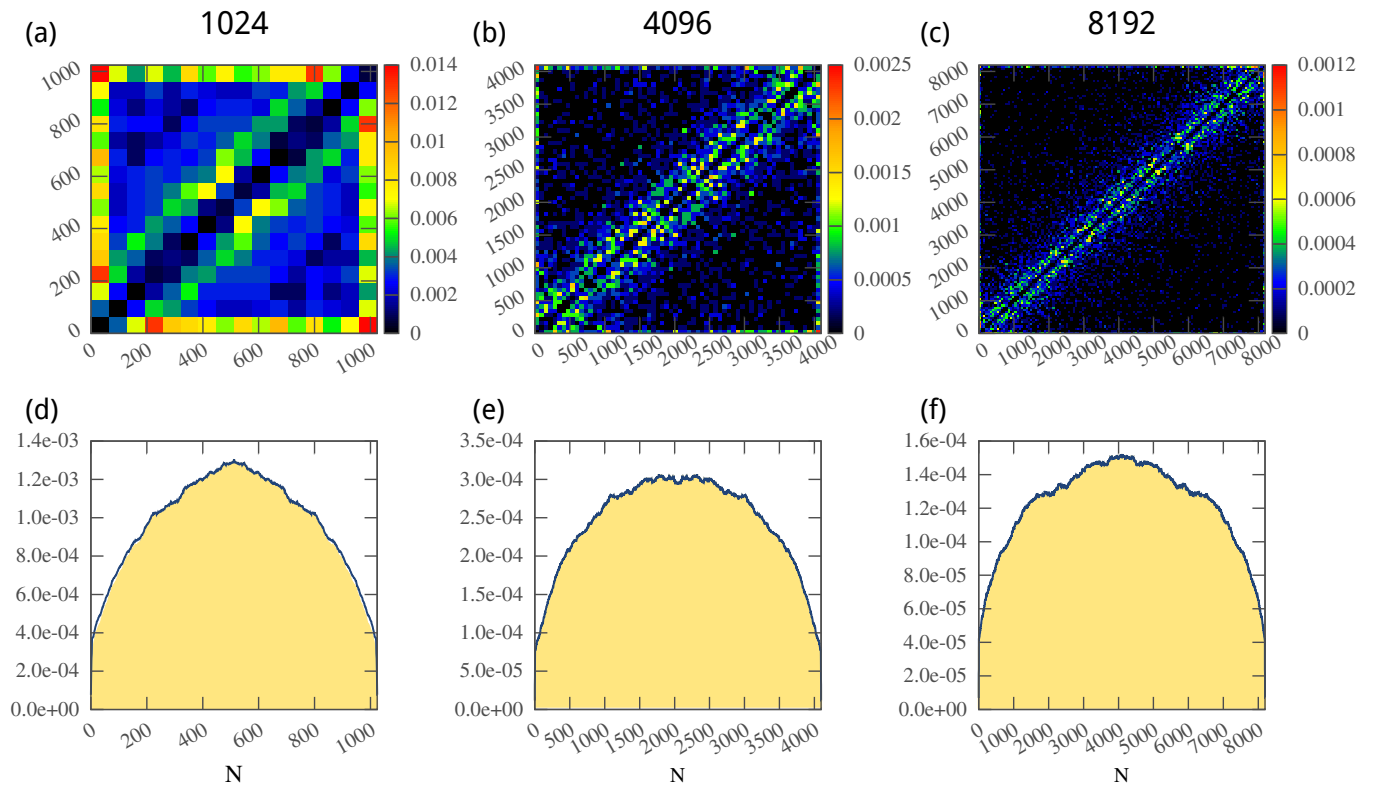 (a) 1024
1000
800
600
400
200
0
0 200 400 600 800 1000
0.014
0.012
0.01
0.008
0.006
0.004
0.002
0
(b) 4096
4000
3500
3000
2500
2000
1500
1000
500
0
0 500 1000 1500 2000 2500 3000 3500 4000
0.0025
0.002
0.0015
0.001
0.0005
0
(c) 8192
8000
7000
6000
5000
4000
3000
2000
1000
0
0 1000 2000 3000 4000 5000 6000 7000 8000
0.0012
0.001
0.0008
0.0006
0.0004
0.0002
0
(d)
1.4e-03
1.2e-03
1.0e-03
8.0e-04
6.0e-04
4.0e-04
2.0e-04
0.0e+00
0 200 400 600 800 1000
N
(e)
3.5e-04
3.0e-04
2.5e-04
2.0e-04
1.5e-04
1.0e-04
5.0e-05
0.0e+00
0 500 1000 1500 2000 2500 3000 3500 4000
N
(f)
1.6e-04
1.4e-04
1.2e-04
1.0e-04
8.0e-05
6.0e-05
4.0e-05
2.0e-05
0.0e+00
0 1000 2000 3000 4000 5000 6000 7000 8000
N